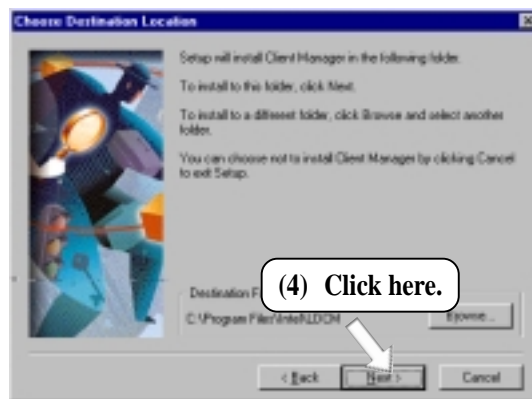 Choose Destination Location
Setup will install Client Manager in the following folder.
To install to this folder, click Next.
To install to a different folder, click Browse and select another
folder.
You can choose not to install Client Manager by clicking Cancel
to exit Setup.
(4) Click here.
Destination F
C:\Program Files\Intel\LDCM
Browse...
< Back
Next >
Cancel